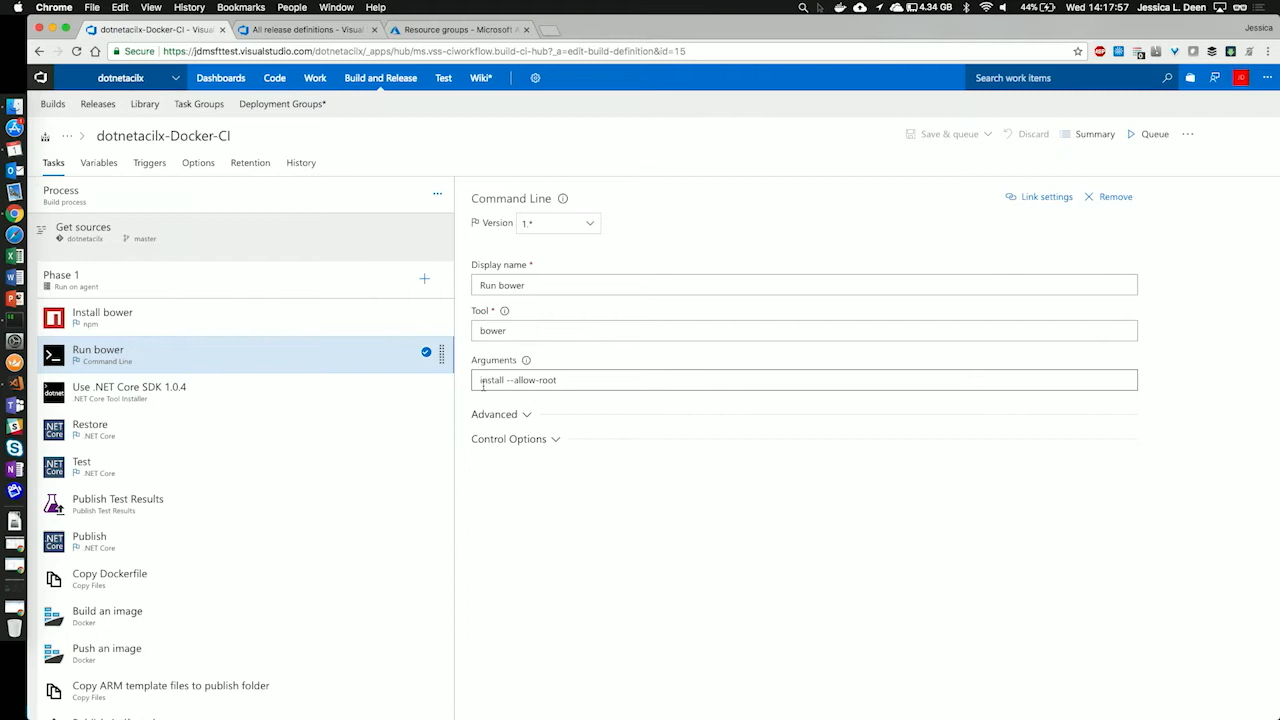 Chrome File Edit View History Bookmarks People Window Help 4.34 GB 44% Wed 14:17:57 Jessica L. Deen
dotnetacilx-Docker-CI - Visual All release definitions - Visual Resource groups - Microsoft A Jessica
Secure https://jdmsfttest.visualstudio.com/dotnetacilx/_apps/hub/ms.vss-ciworkflow.build-ci-hub?_a=edit-build-definition&id=15
dotnetacilx Dashboards Code Work Build and Release Test Wiki* Search work items JD
Builds Releases Library Task Groups Deployment Groups*
... > dotnetacilx-Docker-CI Save & queue Discard Summary Queue ...
Tasks Variables Triggers Options Retention History
Process
Build process
...
Get sources
dotnetacilx master
Phase 1
Run on agent
Install bower
npm
Run bower
Command Line
Use .NET Core SDK 1.0.4
.NET Core Tool Installer
Restore
.NET Core
Test
.NET Core
Publish Test Results
Publish Test Results
Publish
.NET Core
Copy Dockerfile
Copy Files
Build an image
Docker
Push an image
Docker
Copy ARM template files to publish folder
Copy Files
Command Line Link settings Remove
Version 1.*
Display name *
Run bower
Tool *
bower
Arguments
install --allow-root
Advanced
Control Options